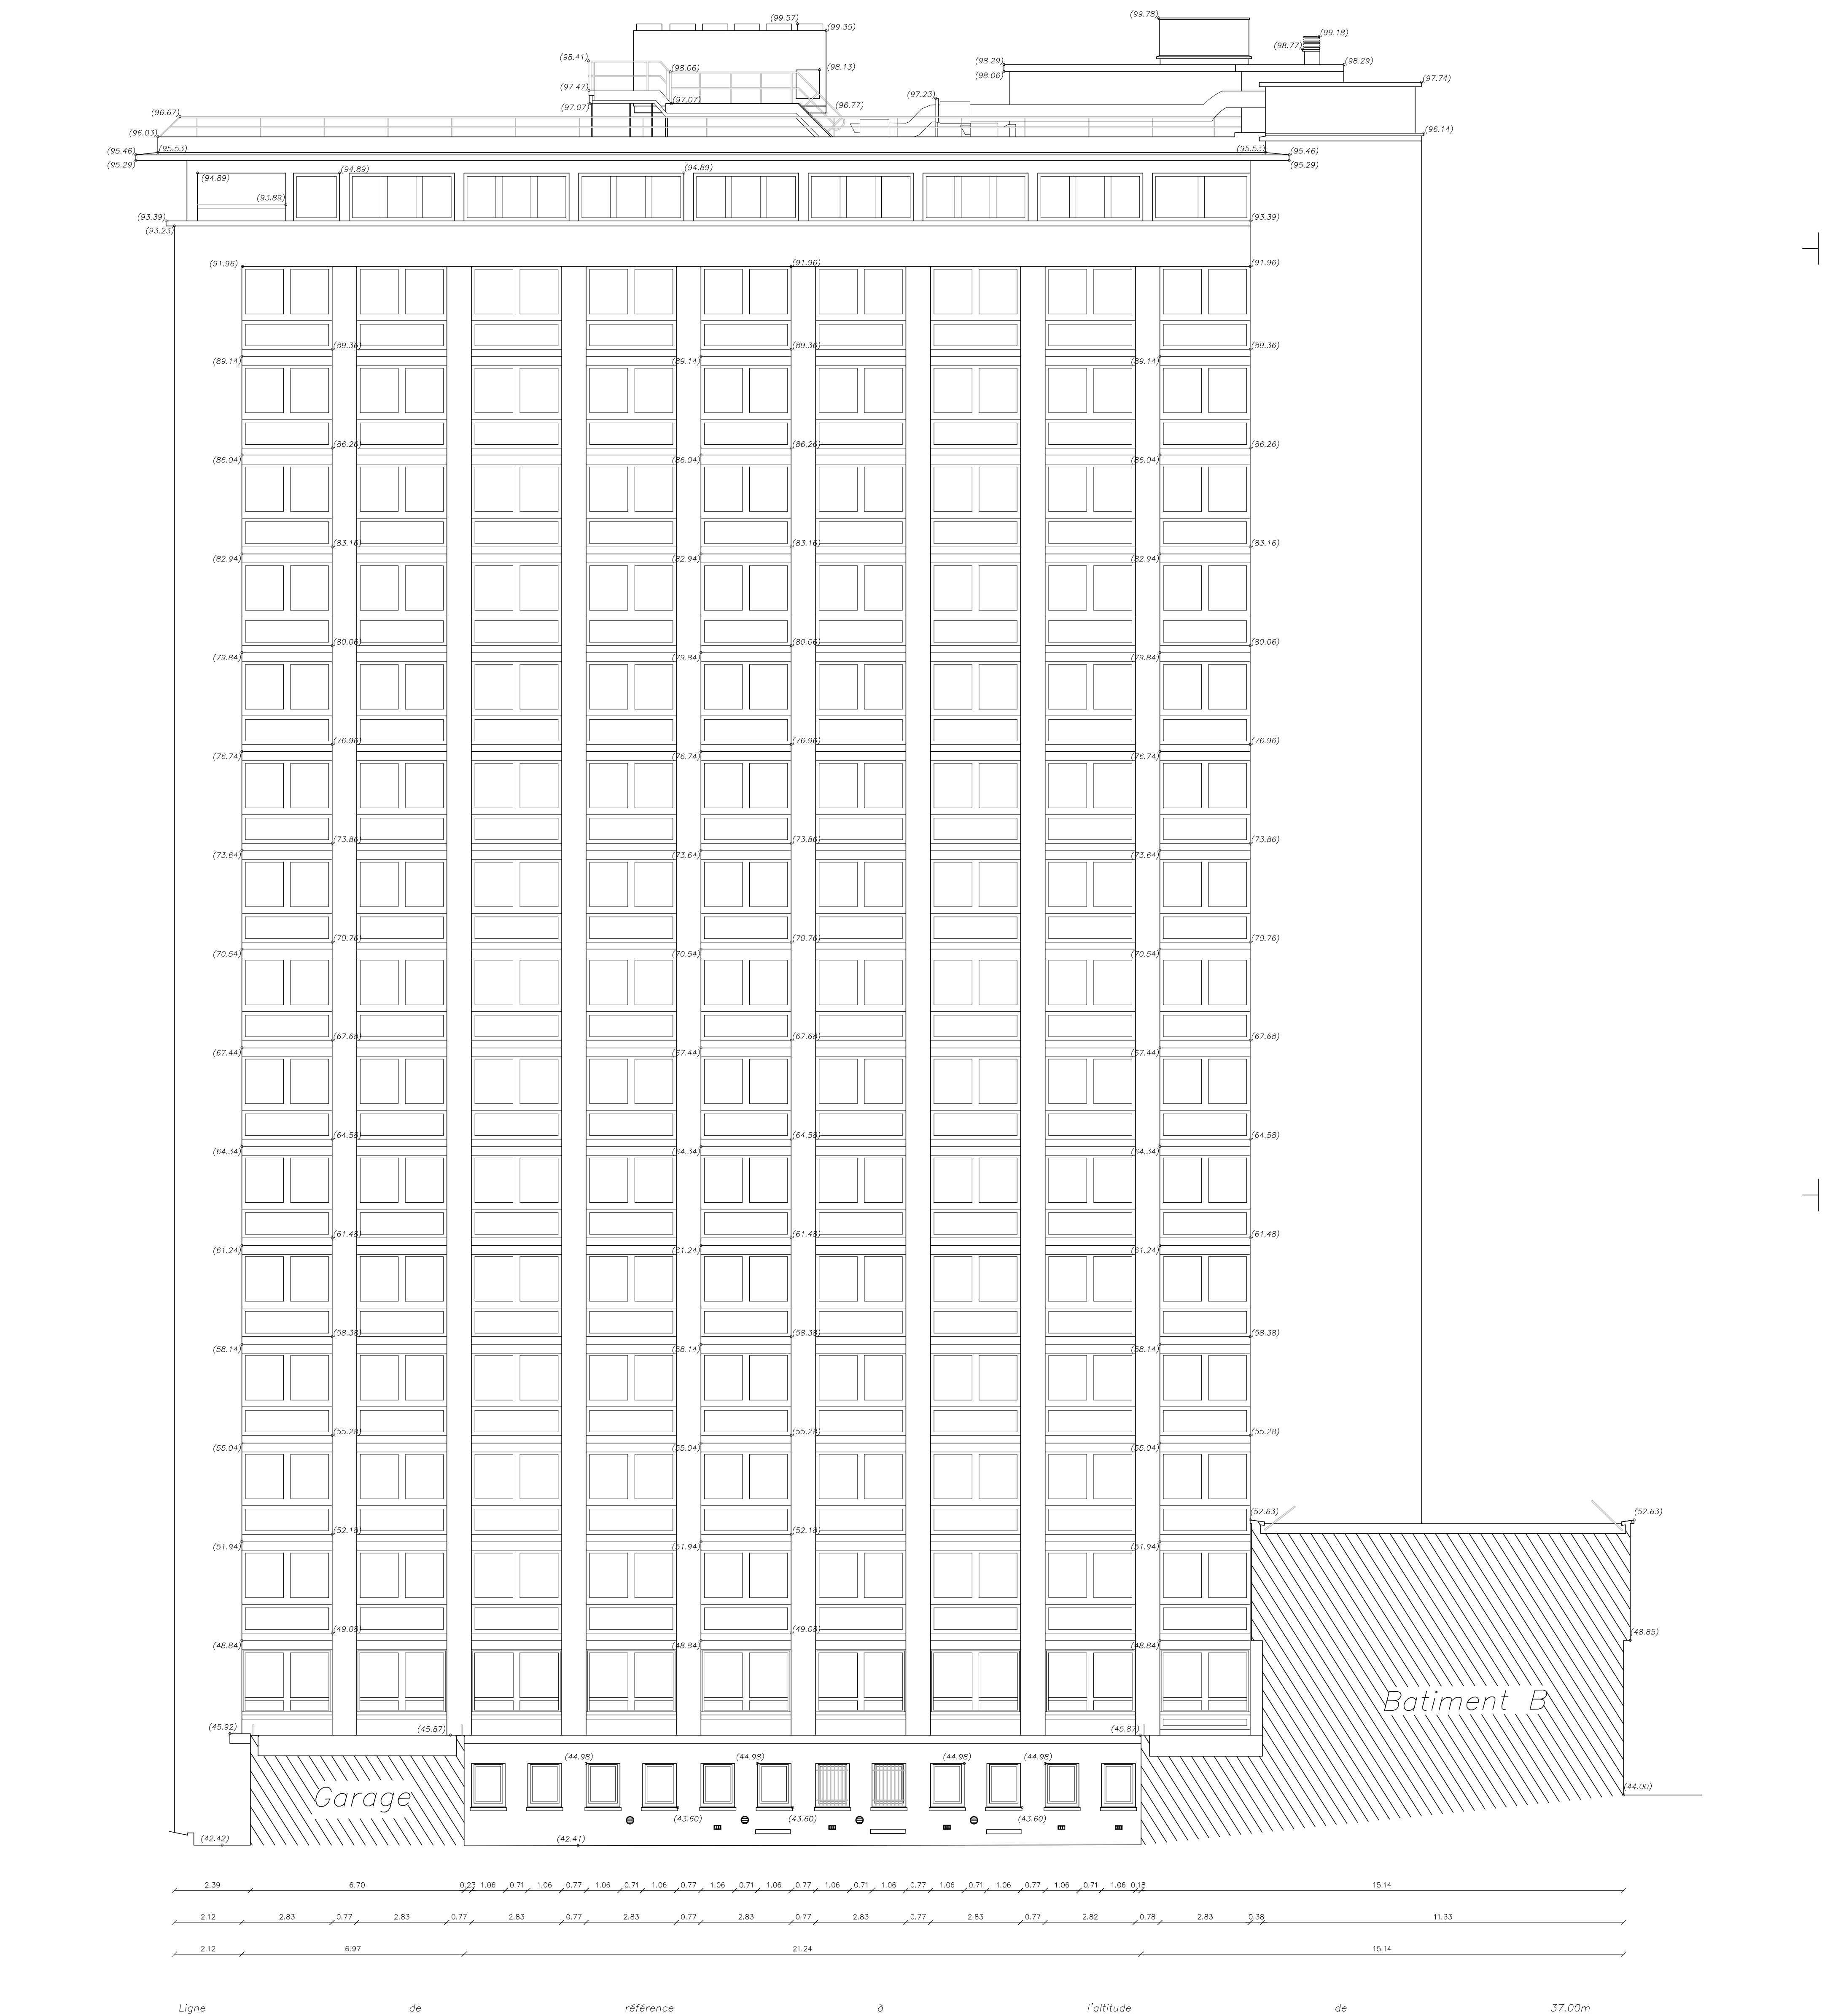 (99.78)
(99.57)
(99.35)
(99.18)
(98.77)
(98.41)
(98.06)
(98.13)
(98.29)
(98.29)
(98.06)
(97.74)
(97.47)
(97.07)
(97.07)
(97.23)
(96.77)
(96.67)
(96.03)
(96.14)
(95.46)
(95.53)
(95.53)
(95.46)
(95.29)
(95.29)
(94.89)
(94.89)
(94.89)
(93.89)
(93.39)
(93.39)
(93.23)
(91.96) (91.96) (91.96)
(89.36) (89.36) (89.36)
(89.14) (89.14) (89.14)
(86.26) (86.26) (86.26)
(86.04) (86.04) (86.04)
(83.16) (83.16) (83.16)
(82.94) (82.94) (82.94)
(80.06) (80.06) (80.06)
(79.84) (79.84) (79.84)
(76.96) (76.96) (76.96)
(76.74) (76.74) (76.74)
(73.86) (73.86) (73.86)
(73.64) (73.64) (73.64)
(70.76) (70.76) (70.76)
(70.54) (70.54) (70.54)
(67.68) (67.68) (67.68)
(67.44) (67.44) (67.44)
(64.58) (64.58) (64.58)
(64.34) (64.34) (64.34)
(61.48) (61.48) (61.48)
(61.24) (61.24) (61.24)
(58.38) (58.38) (58.38)
(58.14) (58.14) (58.14)
(55.28) (55.28) (55.28)
(55.04) (55.04) (55.04)
(52.63) (52.63)
(52.18) (52.18)
(51.94) (51.94) (51.94)
(49.08) (49.08)
(48.84) (48.84) (48.84) (48.85)
Batiment B
(45.92) (45.87) (45.87)
(44.98) (44.98) (44.98) (44.98)
(44.00)
Garage
(43.60) (43.60) (43.60)
(42.42) (42.41)
2.39 6.70 0.23 1.06 0.71 1.06 0.77 1.06 0.71 1.06 0.77 1.06 0.71 1.06 0.77 1.06 0.71 1.06 0.77 1.06 0.71 1.06 0.77 1.06 0.71 1.06 0.18 15.14
2.12 2.83 0.77 2.83 0.77 2.83 0.77 2.83 0.77 2.83 0.77 2.83 0.77 2.83 0.77 2.82 0.78 2.83 0.38 11.33
2.12 6.97 21.24 15.14
Ligne de référence à l'altitude de 37.00m